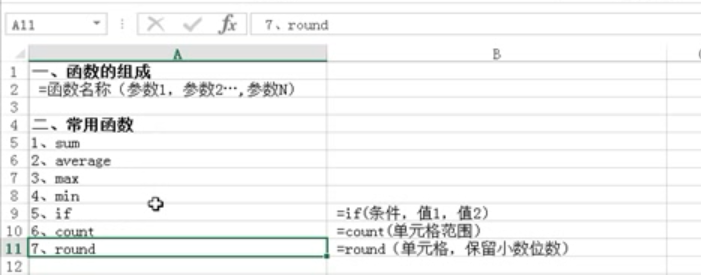 A11 fx 7、round
A B
1 一、函数的组成
2 =函数名称（参数1，参数2…,参数N）
3
4 二、常用函数
5 1、sum
6 2、average
7 3、max
8 4、min
9 5、if =if(条件，值1，值2)
10 6、count =count(单元格范围)
11 7、round =round（单元格，保留小数位数）
12